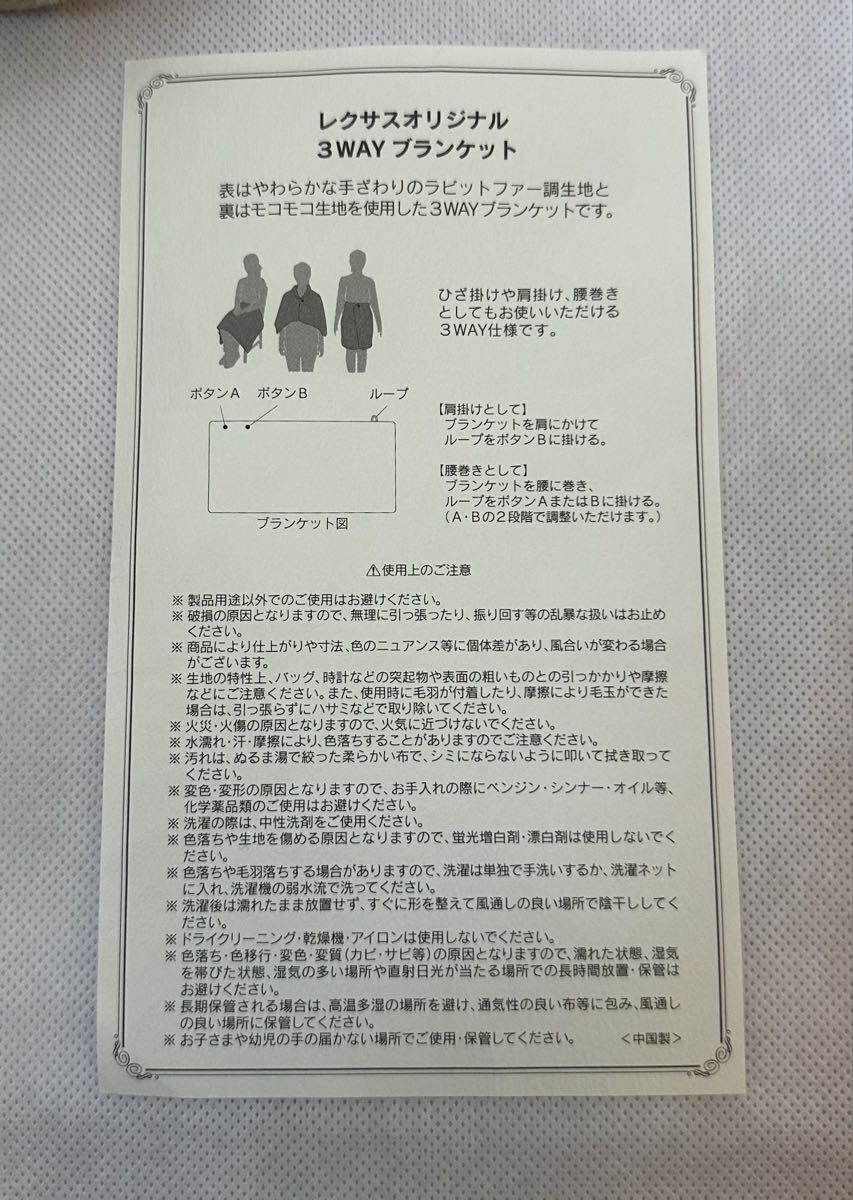 レクサスオリジナル
3WAYブランケット
表はやわらかな手ざわりのラビットファー調生地と
裏はモコモコ生地を使用した3WAYブランケットです。
ひざ掛けや肩掛け、腰巻き
としてもお使いいただける
3WAY仕様です。
ボタンA ボタンB ループ
ブランケット図
【肩掛けとして】
ブランケットを肩にかけて
ループをボタンBに掛ける。
【腰巻きとして】
ブランケットを腰に巻き、
ループをボタンAまたはBに掛ける。
（A・Bの2段階で調整いただけます。）
⚠使用上のご注意
※ 製品用途以外でのご使用はお避けください。
※ 破損の原因となりますので、無理に引っ張ったり、振り回す等の乱暴な扱いはお止め
ください。
※ 商品により仕上がりや寸法、色のニュアンス等に個体差があり、風合いが変わる場合
がございます。
※ 生地の特性上、バッグ、時計などの突起物や表面の粗いものとの引っかかりや摩擦
などにご注意ください。また、使用時に毛羽が付着したり、摩擦により毛玉ができた
場合は、引っ張らずにハサミなどで取り除いてください。
※ 火災・火傷の原因となりますので、火気に近づけないでください。
※ 水濡れ・汗・摩擦により、色落ちすることがありますのでご注意ください。
※ 汚れは、ぬるま湯で絞った柔らかい布で、シミにならないように叩いて拭き取って
ください。
※ 変色・変形の原因となりますので、お手入れの際にベンジン・シンナー・オイル等、
化学薬品類のご使用はお避けください。
※ 洗濯の際は、中性洗剤をご使用ください。
※ 色落ちや生地を傷める原因となりますので、蛍光増白剤・漂白剤は使用しないでく
ださい。
※ 色落ちや毛羽落ちする場合がありますので、洗濯は単独で手洗いするか、洗濯ネット
に入れ、洗濯機の弱水流で洗ってください。
※ 洗濯後は濡れたまま放置せず、すぐに形を整えて風通しの良い場所で陰干ししてく
ださい。
※ ドライクリーニング・乾燥機・アイロンは使用しないでください。
※ 色落ち・色移行・変色・変質（カビ・サビ等）の原因となりますので、濡れた状態、湿気
を帯びた状態、湿気の多い場所や直射日光が当たる場所での長時間放置・保管は
お避けください。
※ 長期保管される場合は、高温多湿の場所を避け、通気性の良い布等に包み、風通し
の良い場所に保管してください。
※ お子さまや幼児の手の届かない場所でご使用・保管してください。 ＜中国製＞